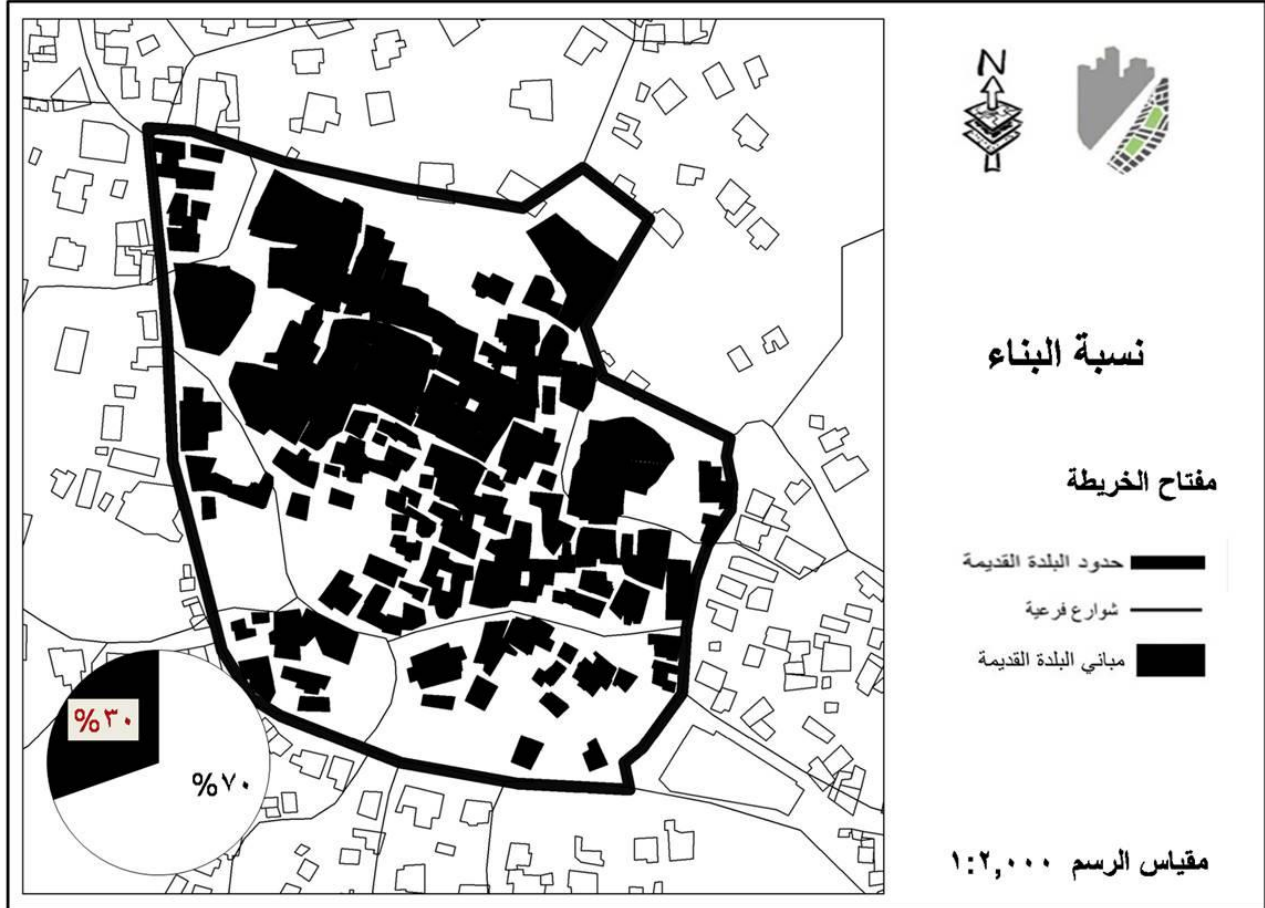 N
نسبة البناء
مفتاح الخريطة
حدود البلدة القديمة
شوارع فرعية
مباني البلدة القديمة
%٣٠
%٧٠
مقياس الرسم ١:٢,٠٠٠